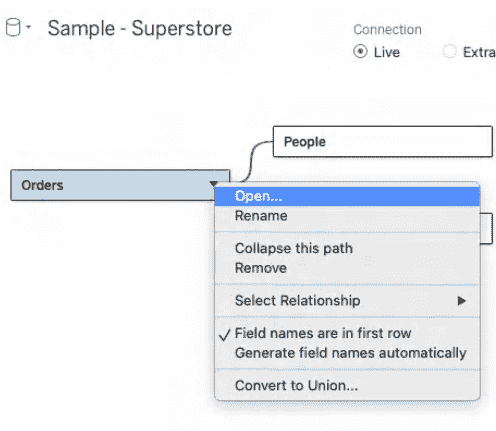 Sample - Superstore
Connection
Live
Extra
People
Orders
Open...
Rename
Collapse this path
Remove
Select Relationship
Field names are in first row
Generate field names automatically
Convert to Union...